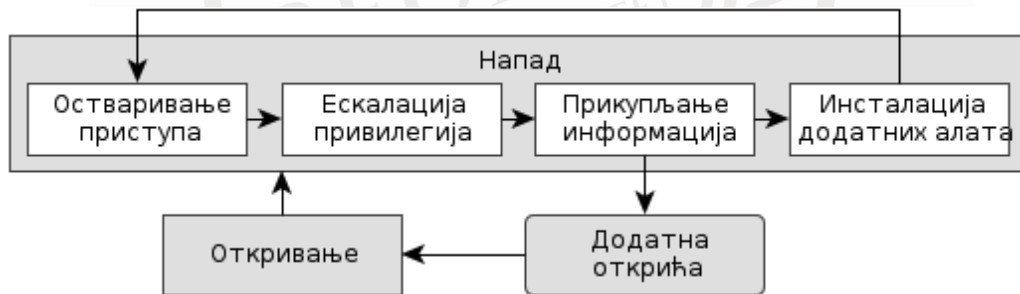 Напад
Остваривање
приступа
Ескалација
привилегија
Прикупљање
информација
Инсталација
додатних алата
Откривање
Додатна
открића